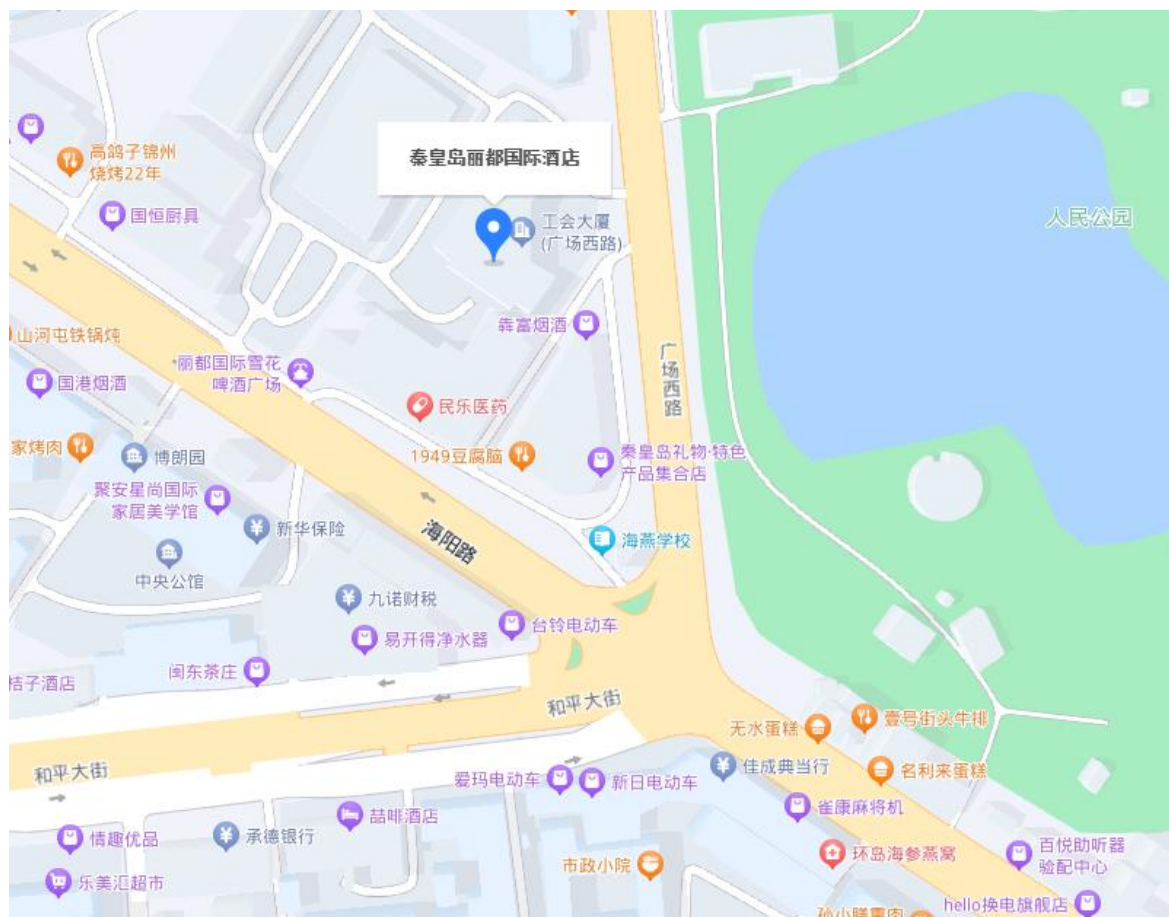 秦皇岛丽都国际酒店
高鸽子锦州
烧烤22年
国恒厨具
工会大厦
(广场西路)
人民公园
山河屯铁锅炖
犇富烟酒
丽都国际雪花
啤酒广场
国港烟酒
广场西路
民乐医药
家烤肉
博朗园
1949豆腐脑
秦皇岛礼物·特色
产品集合店
聚安星尚国际
家居美学馆
新华保险
海阳路
海燕学校
中央公馆
九诺财税
台铃电动车
易开得净水器
闽东茶庄
桔子酒店
和平大街
无水蛋糕
壹号街头牛排
和平大街
爱玛电动车
新日电动车
佳成典当行
名利来蛋糕
喆啡酒店
雀康麻将机
情趣优品
承德银行
环岛海参燕窝
百悦助听器
验配中心
市政小院
乐美汇超市
hello换电旗舰店